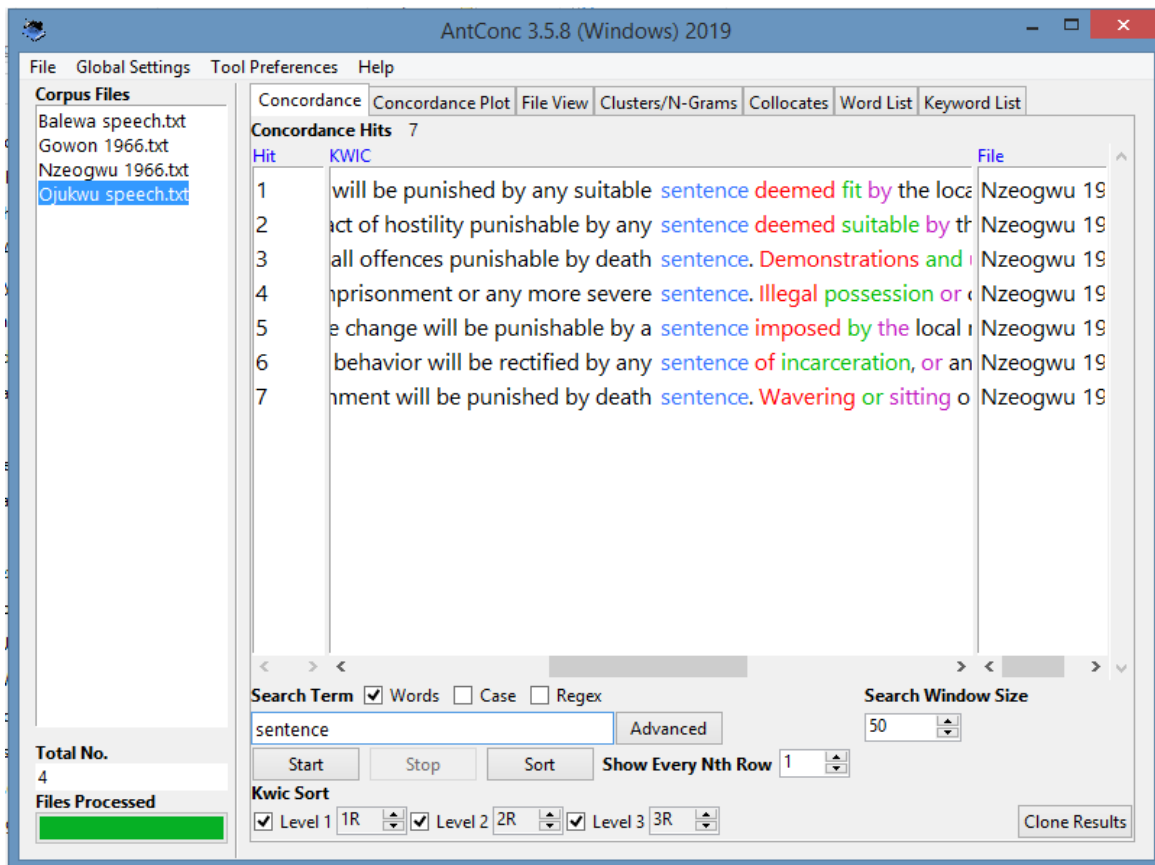 AntConc 3.5.8 (Windows) 2019
File Global Settings Tool Preferences Help
Corpus Files
Balewa speech.txt
Gowon 1966.txt
Nzeogwu 1966.txt
Ojukwu speech.txt
Total No.
4
Files Processed
Concordance Concordance Plot File View Clusters/N-Grams Collocates Word List Keyword List
Concordance Hits 7
Hit KWIC File
1 will be punished by any suitable sentence deemed fit by the loca Nzeogwu 19
2 act of hostility punishable by any sentence deemed suitable by th Nzeogwu 19
3 all offences punishable by death sentence. Demonstrations and Nzeogwu 19
4 nprisonment or any more severe sentence. Illegal possession or Nzeogwu 19
5 e change will be punishable by a sentence imposed by the local Nzeogwu 19
6 behavior will be rectified by any sentence of incarceration, or an Nzeogwu 19
7 nment will be punished by death sentence. Wavering or sitting o Nzeogwu 19
Search Term Words Case Regex Search Window Size
sentence Advanced 50
Start Stop Sort Show Every Nth Row 1
Kwic Sort
Level 1 1R Level 2 2R Level 3 3R Clone Results